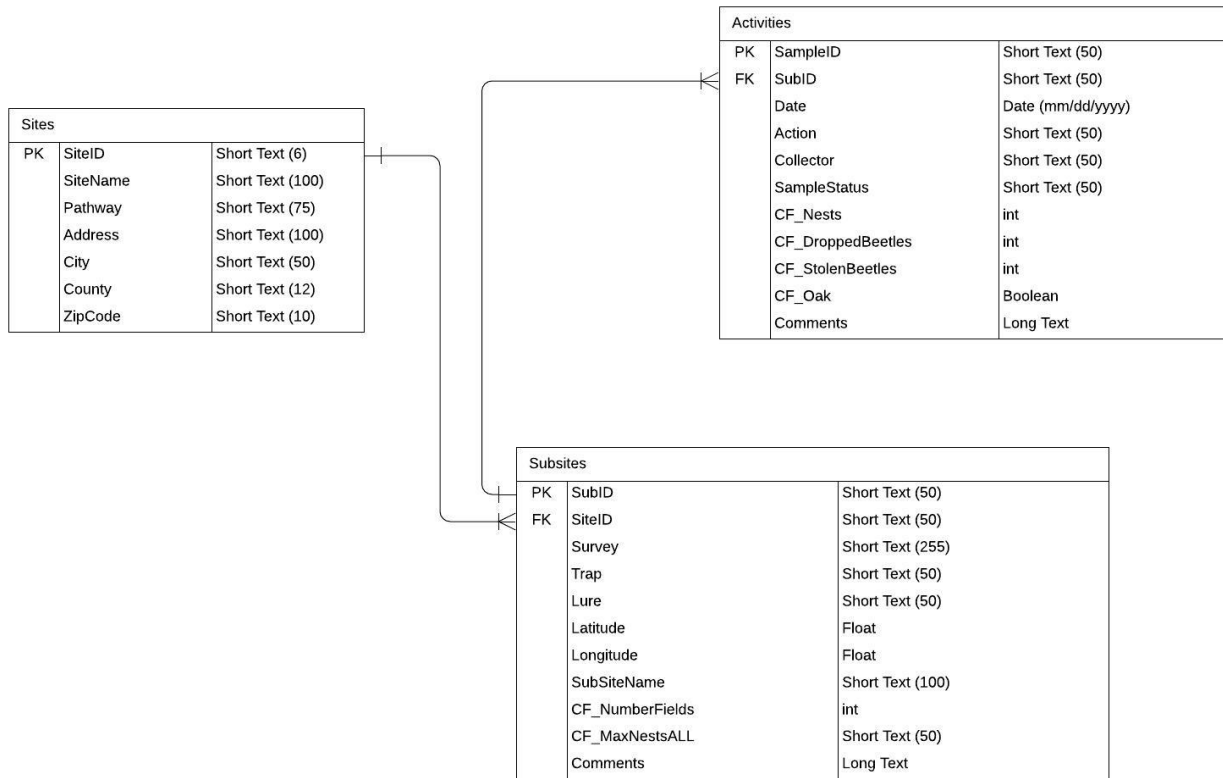 Activities
PK SampleID Short Text (50)
FK SubID Short Text (50)
Date Date (mm/dd/yyyy)
Action Short Text (50)
Collector Short Text (50)
SampleStatus Short Text (50)
CF_Nests int
CF_DroppedBeetles int
CF_StolenBeetles int
CF_Oak Boolean
Comments Long Text
Sites
PK SiteID Short Text (6)
SiteName Short Text (100)
Pathway Short Text (75)
Address Short Text (100)
City Short Text (50)
County Short Text (12)
ZipCode Short Text (10)
Subsites
PK SubID Short Text (50)
FK SiteID Short Text (50)
Survey Short Text (255)
Trap Short Text (50)
Lure Short Text (50)
Latitude Float
Longitude Float
SubSiteName Short Text (100)
CF_NumberFields int
CF_MaxNestsALL Short Text (50)
Comments Long Text